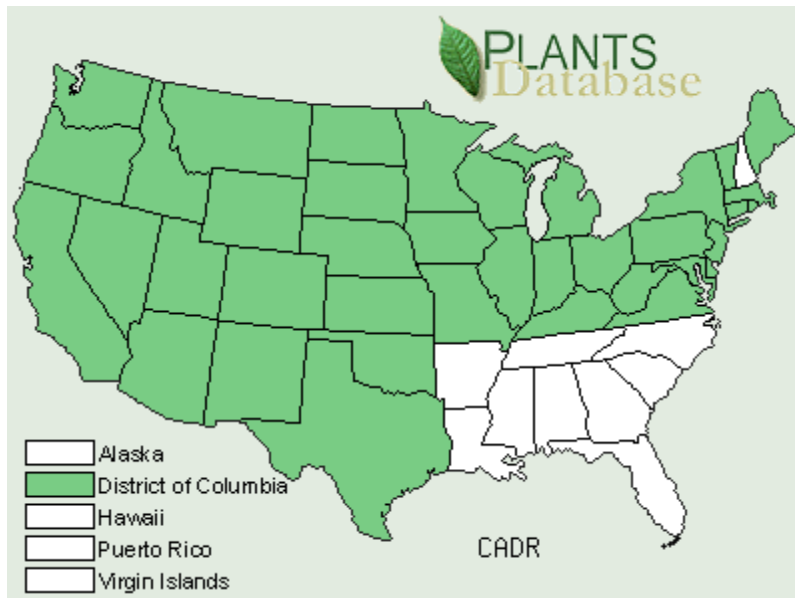 PLANTS
Database
Alaska
District of Columbia
Hawaii
Puerto Rico
Virgin Islands
CADR